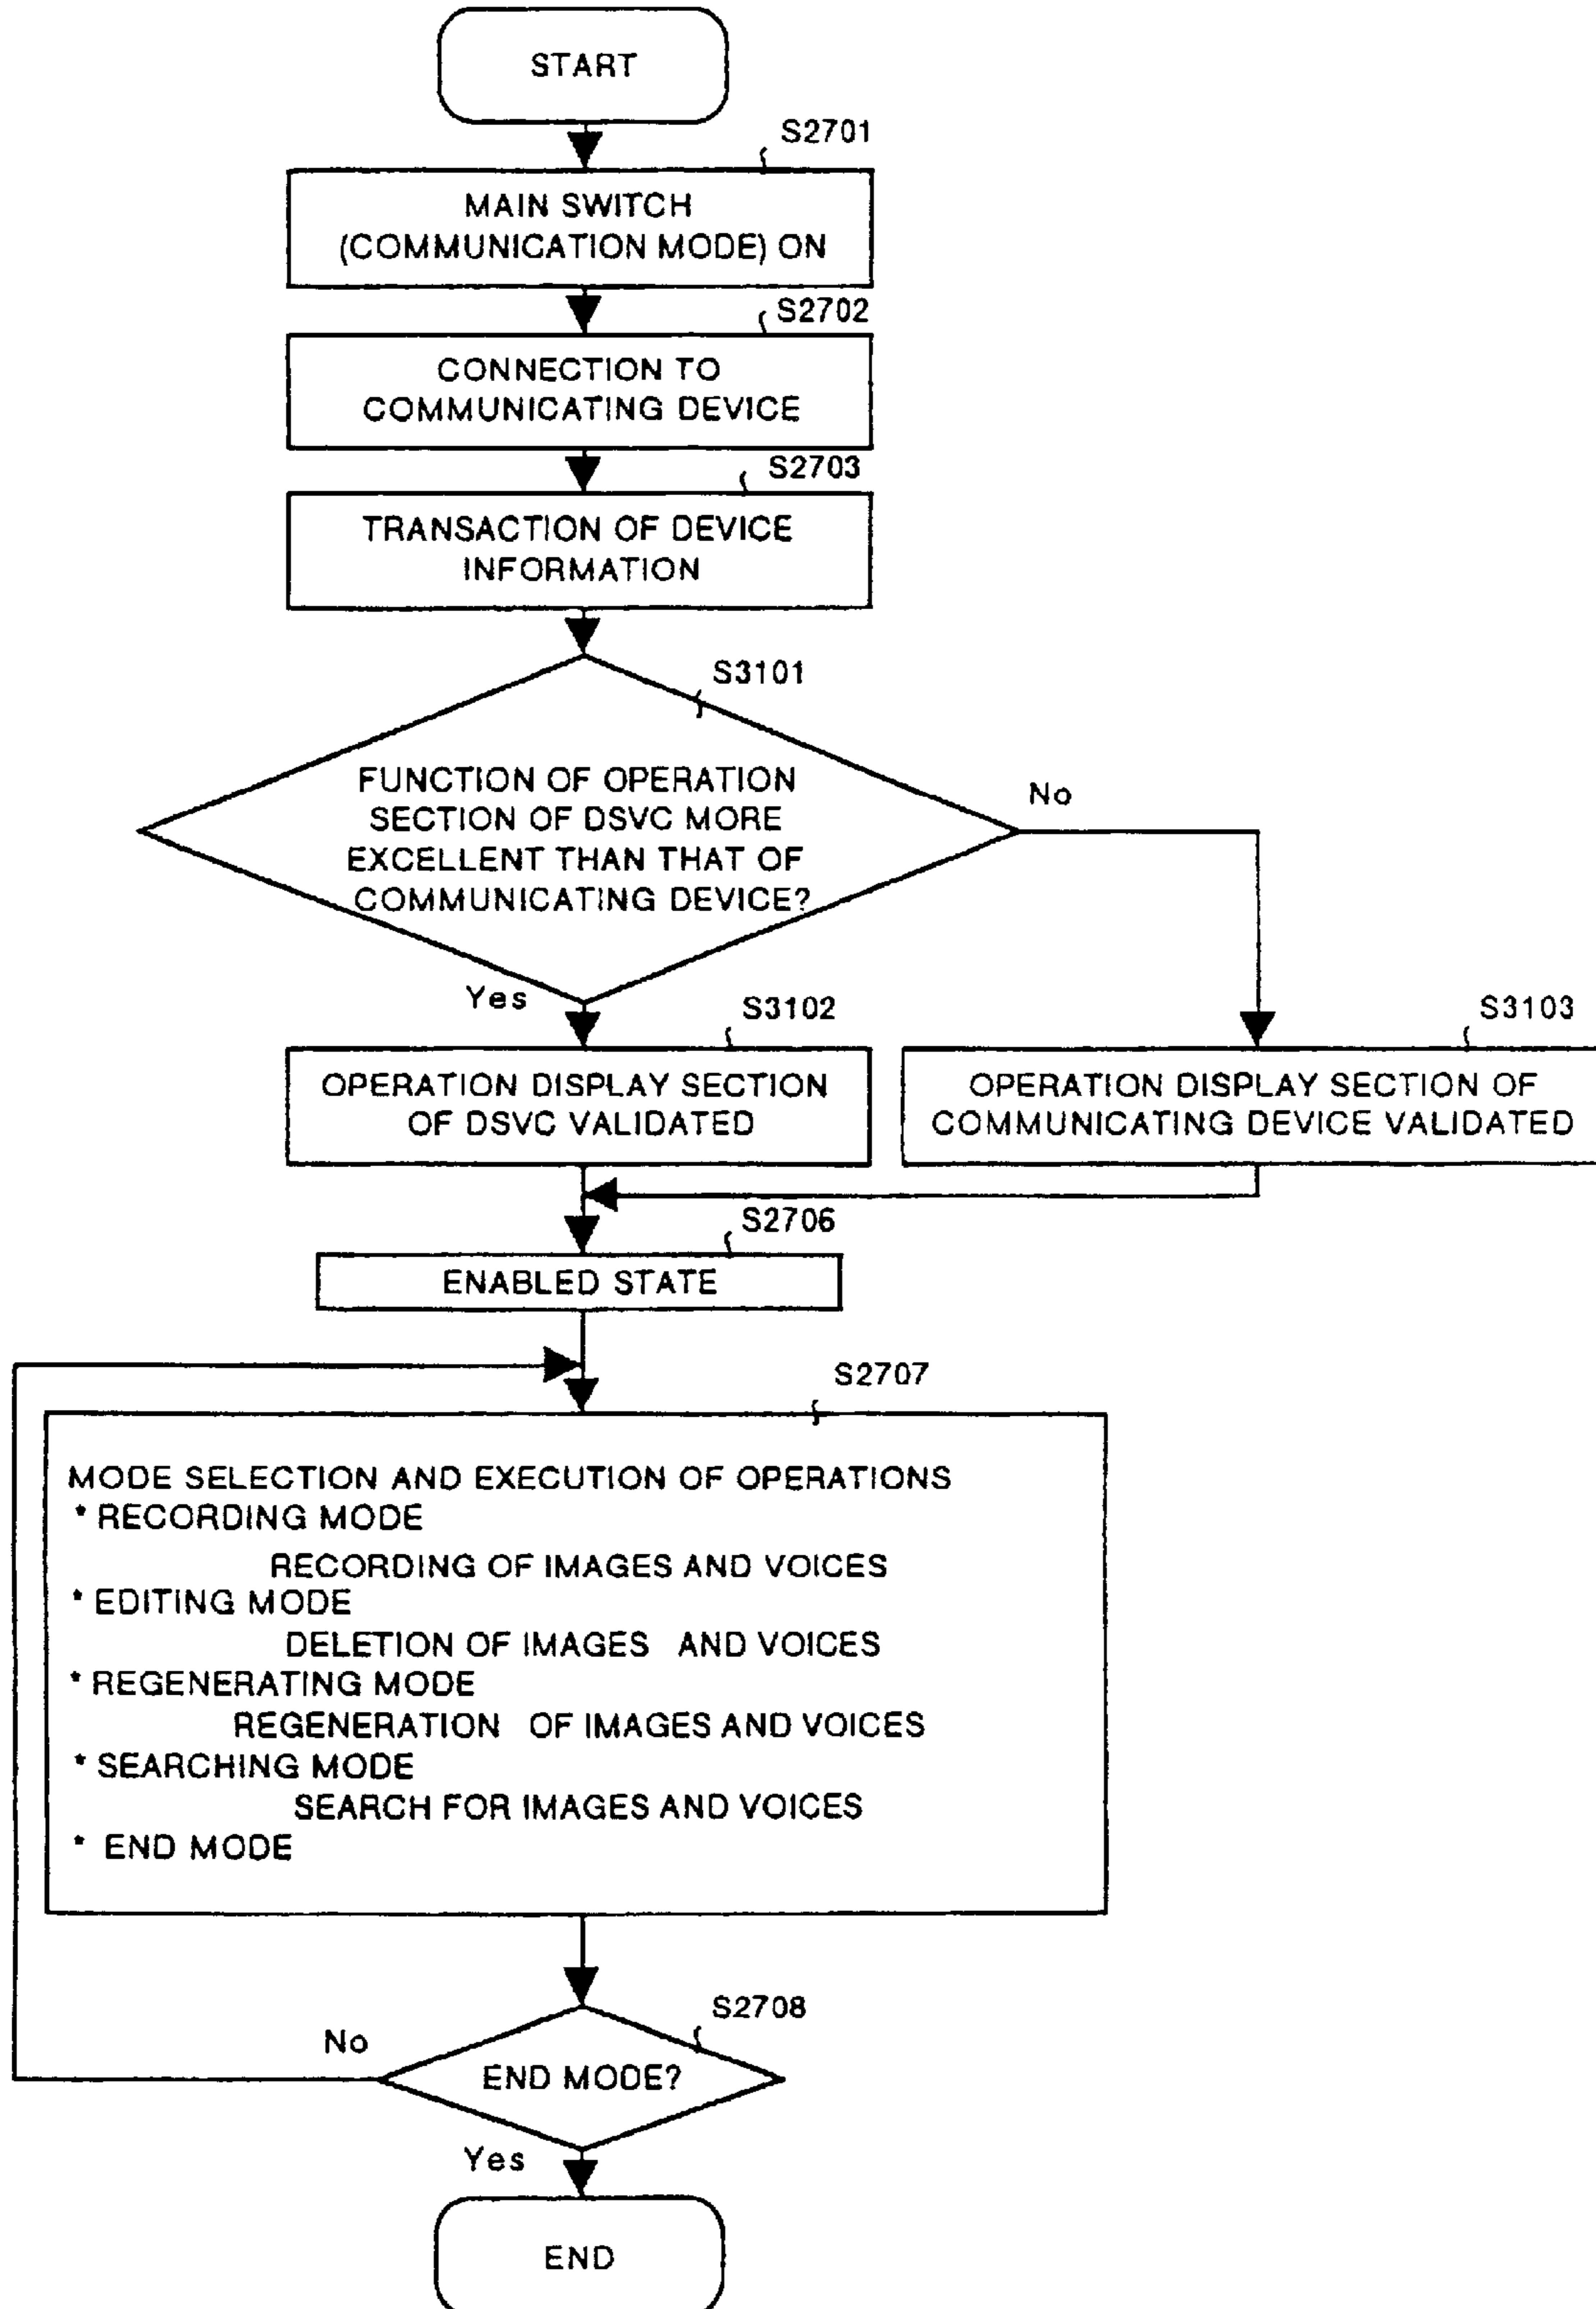 START
S2701
MAIN SWITCH
(COMMUNICATION MODE) ON
S2702
CONNECTION TO
COMMUNICATING DEVICE
S2703
TRANSACTION OF DEVICE
INFORMATION
S3101
FUNCTION OF OPERATION
SECTION OF DSVC MORE
EXCELLENT THAN THAT OF
COMMUNICATING DEVICE?
No
Yes
S3102
OPERATION DISPLAY SECTION
OF DSVC VALIDATED
S3103
OPERATION DISPLAY SECTION OF
COMMUNICATING DEVICE VALIDATED
S2706
ENABLED STATE
S2707
MODE SELECTION AND EXECUTION OF OPERATIONS
* RECORDING MODE
RECORDING OF IMAGES AND VOICES
* EDITING MODE
DELETION OF IMAGES AND VOICES
* REGENERATING MODE
REGENERATION OF IMAGES AND VOICES
* SEARCHING MODE
SEARCH FOR IMAGES AND VOICES
* END MODE
S2708
No
END MODE?
Yes
END